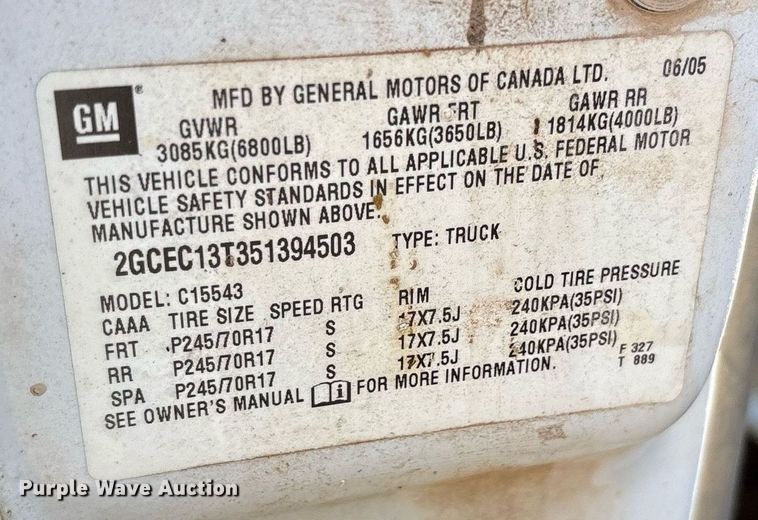 GM
®
MFD BY GENERAL MOTORS OF CANADA LTD. 06/05
GVWR GAWR FRT GAWR RR
3085KG(6800LB) 1656KG(3650LB) 1814KG(4000LB)
THIS VEHICLE CONFORMS TO ALL APPLICABLE U.S. FEDERAL MOTOR
VEHICLE SAFETY STANDARDS IN EFFECT ON THE DATE OF
MANUFACTURE SHOWN ABOVE.
2GCEC13T351394503 TYPE: TRUCK
MODEL: C15543
CAAA TIRE SIZE SPEED RTG RIM COLD TIRE PRESSURE
FRT P245/70R17 S 17X7.5J 240KPA(35PSI)
RR P245/70R17 S 17X7.5J 240KPA(35PSI)
SPA P245/70R17 S 17X7.5J 240KPA(35PSI)
SEE OWNER'S MANUAL i FOR MORE INFORMATION.
F 327
T 889
Purple Wave Auction